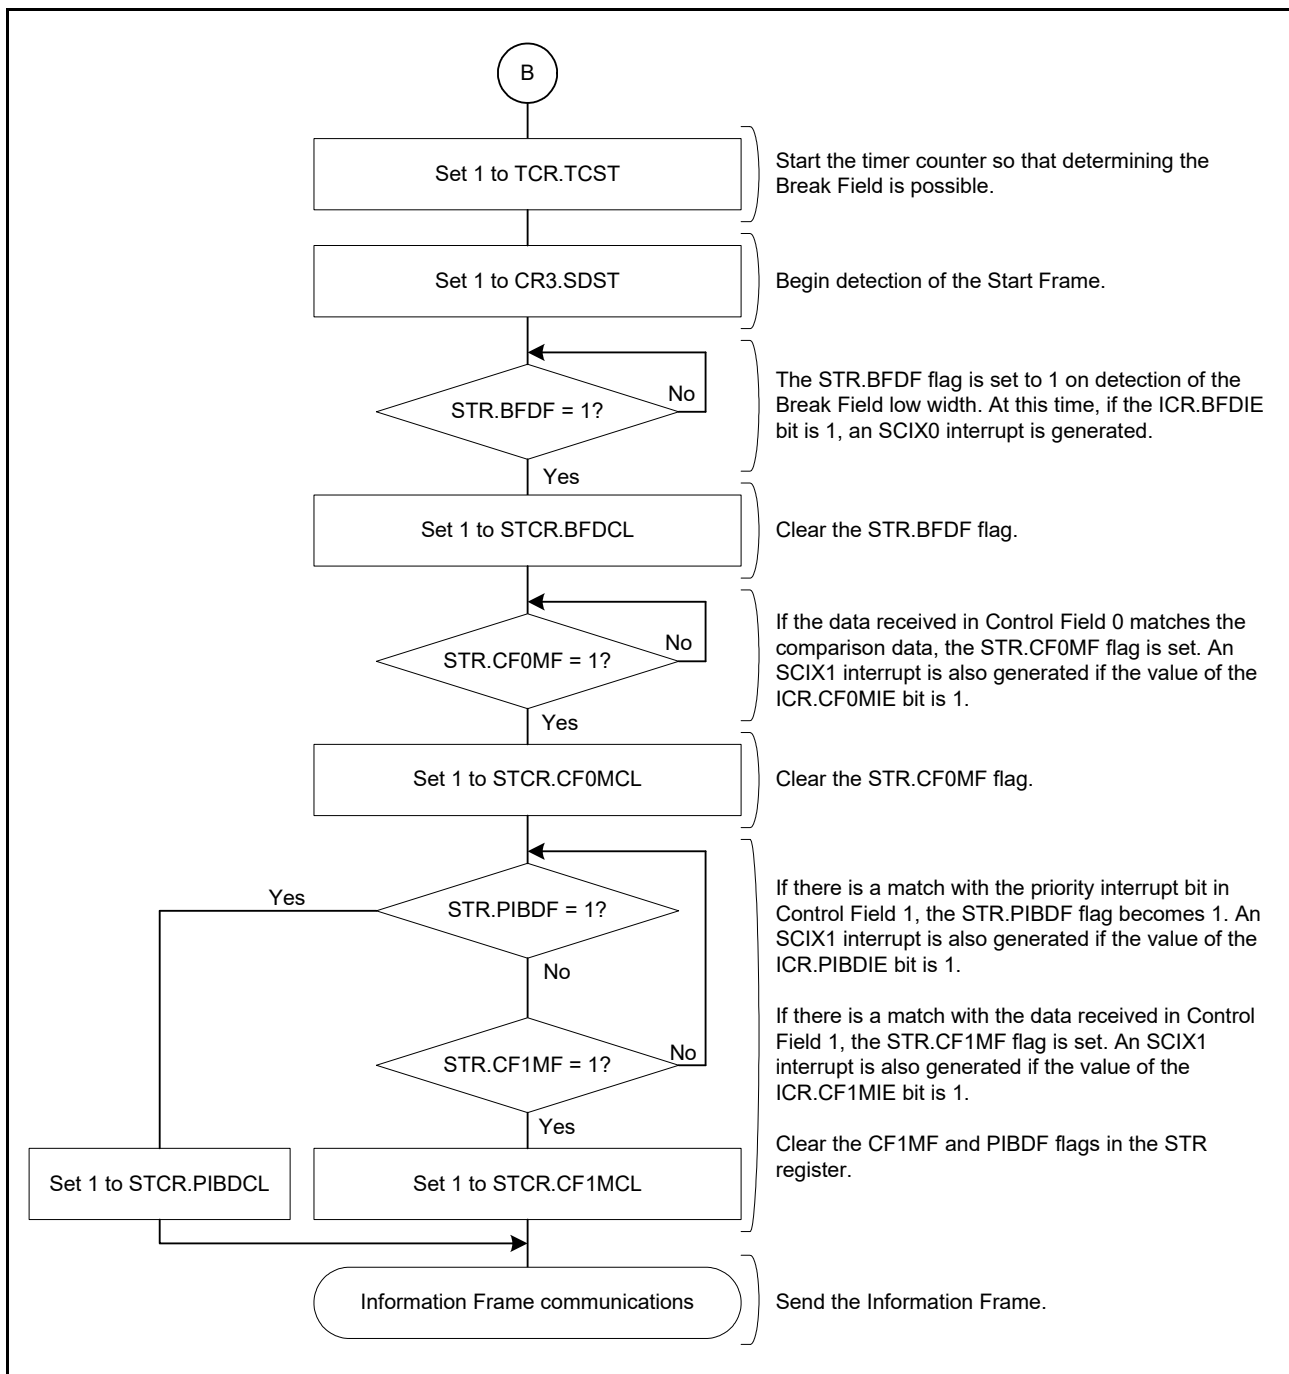 B
Set 1 to TCR.TCST
Start the timer counter so that determining the
Break Field is possible.
Set 1 to CR3.SDST
Begin detection of the Start Frame.
STR.BFDF = 1?
No
Yes
The STR.BFDF flag is set to 1 on detection of the
Break Field low width. At this time, if the ICR.BFDIE
bit is 1, an SCIX0 interrupt is generated.
Set 1 to STCR.BFDCL
Clear the STR.BFDF flag.
STR.CF0MF = 1?
No
Yes
If the data received in Control Field 0 matches the
comparison data, the STR.CF0MF flag is set. An
SCIX1 interrupt is also generated if the value of the
ICR.CF0MIE bit is 1.
Set 1 to STCR.CF0MCL
Clear the STR.CF0MF flag.
Yes
STR.PIBDF = 1?
No
If there is a match with the priority interrupt bit in
Control Field 1, the STR.PIBDF flag becomes 1. An
SCIX1 interrupt is also generated if the value of the
ICR.PIBDIE bit is 1.
STR.CF1MF = 1?
No
Yes
If there is a match with the data received in Control
Field 1, the STR.CF1MF flag is set. An SCIX1
interrupt is also generated if the value of the
ICR.CF1MIE bit is 1.
Set 1 to STCR.PIBDCL
Set 1 to STCR.CF1MCL
Clear the CF1MF and PIBDF flags in the STR
register.
Information Frame communications
Send the Information Frame.